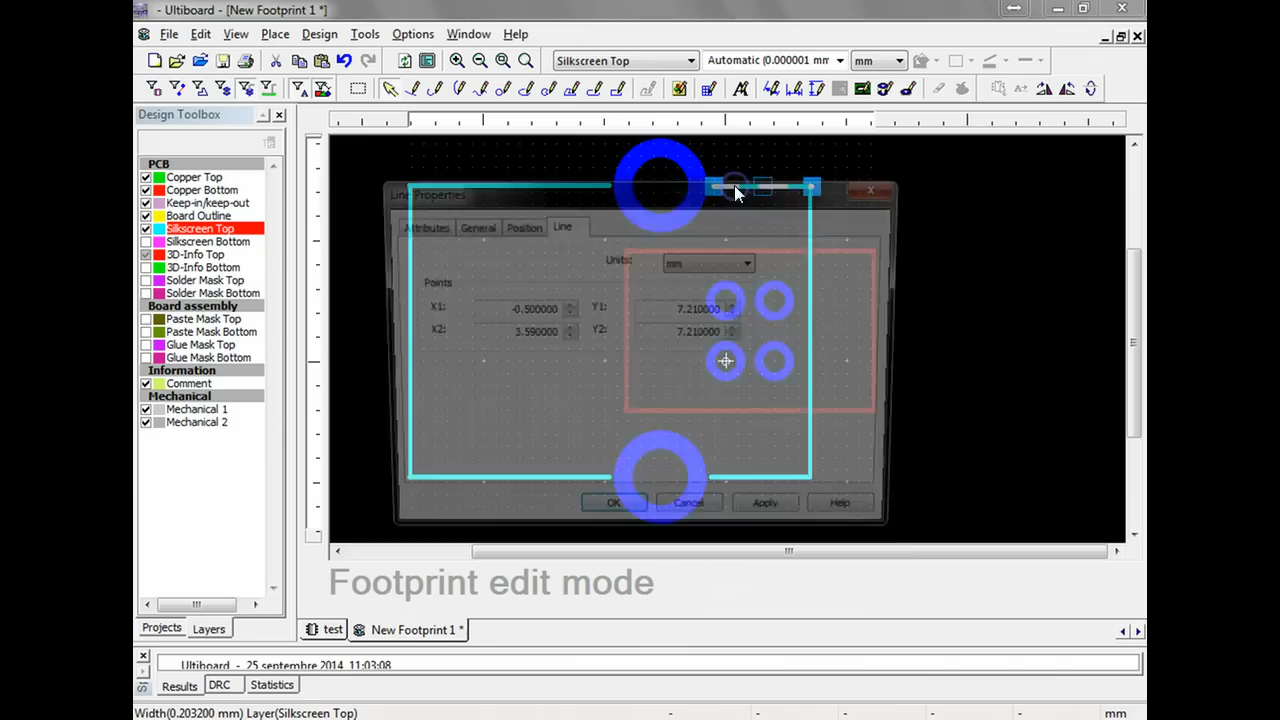 - Ultiboard - [New Footprint 1 *]
File Edit View Place Design Tools Options Window Help
Silkscreen Top Automatic (0.000001 mm mm
Design Toolbox
PCB
Copper Top
Copper Bottom
Keep-in/keep-out
Board Outline
Silkscreen Top
Silkscreen Bottom
3D-Info Top
3D-Info Bottom
Solder Mask Top
Solder Mask Bottom
Board assembly
Paste Mask Top
Paste Mask Bottom
Glue Mask Top
Glue Mask Bottom
Information
Comment
Mechanical
Mechanical 1
Mechanical 2
Projects Layers
Line Properties
Attributes General Position Line
Units: mm
Points
X1: -0.500000 Y1: 7.210000
X2: 3.590000 Y2: 7.210000
OK Cancel Apply Help
Footprint edit mode
test New Footprint 1 *
Ultiboard - 25 septembre 2014 11:03:08
Results DRC Statistics
Width(0.203200 mm) Layer(Silkscreen Top) - - - - - mm